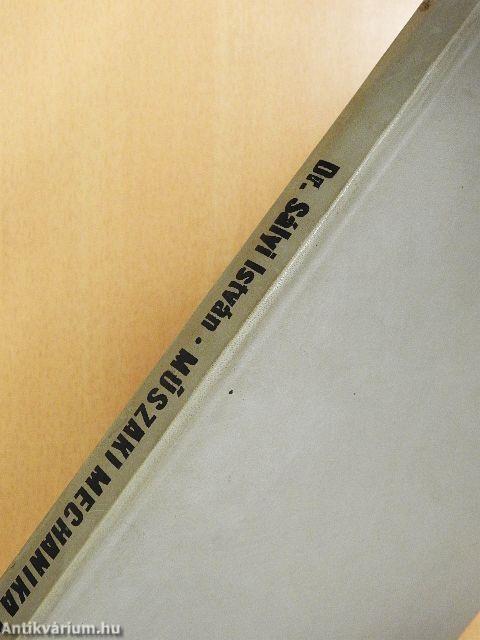 Dr. Sályi István · MŰSZAKI MECHANIKA
Antikvárium.hu